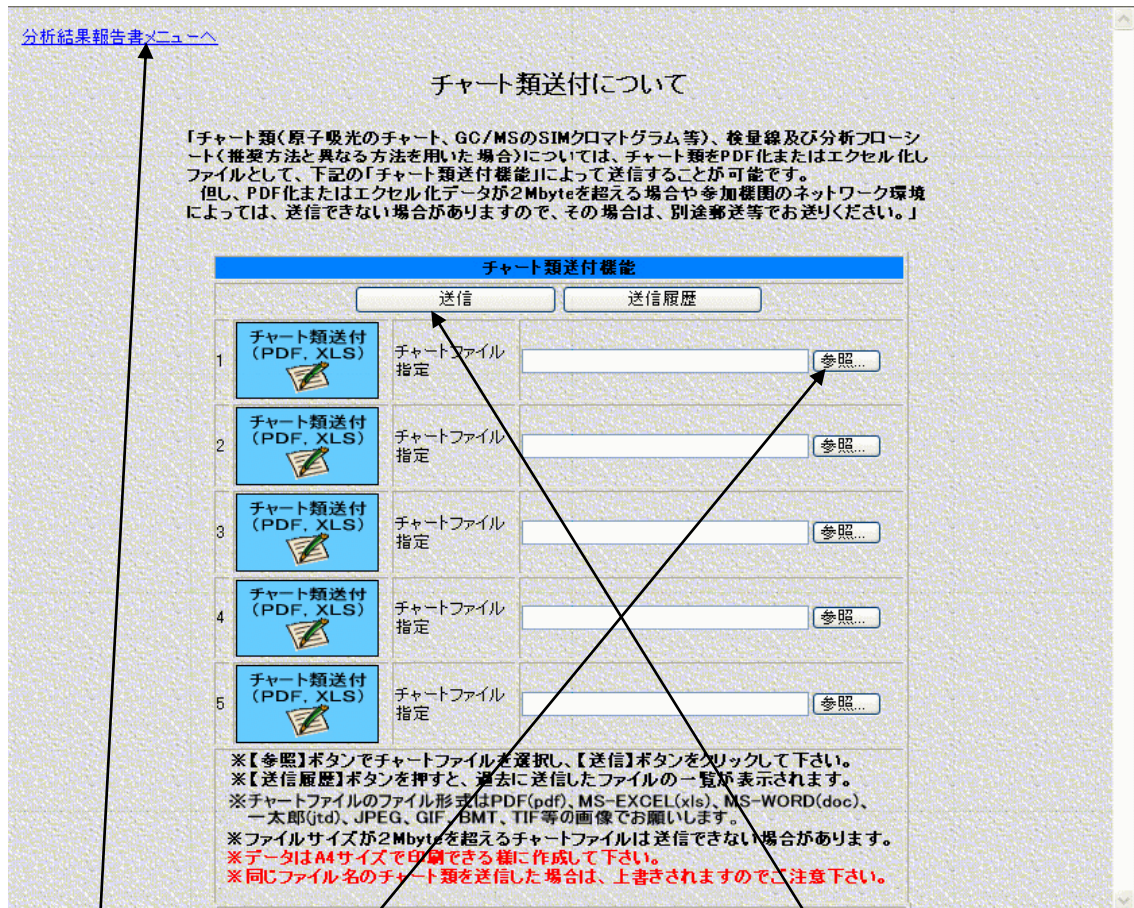 分析結果報告書メニューへ
チャート類送付について
「チャート類(原子吸光のチャート、GC/MSのSIMクロマトグラム等)、検量線及び分析フローシ
ート(推奨方法と異なる方法を用いた場合)については、チャート類をPDF化またはエクセル化し
ファイルとして、下記の「チャート類送付機能」によって送信することが可能です。
但し、PDF化またはエクセル化データが2Mbyteを超える場合や参加機関のネットワーク環境
によっては、送信できない場合がありますので、その場合は、別途郵送等でお送りください。」
チャート類送付機能
送信 送信履歴
1 チャート類送付
(PDF, XLS) チャートファイル
指定 参照...
2 チャート類送付
(PDF, XLS) チャートファイル
指定 参照...
3 チャート類送付
(PDF, XLS) チャートファイル
指定 参照...
4 チャート類送付
(PDF, XLS) チャートファイル
指定 参照...
5 チャート類送付
(PDF, XLS) チャートファイル
指定 参照...
※【参照】ボタンでチャートファイルを選択し、【送信】ボタンをクリックして下さい。
※【送信履歴】ボタンを押すと、過去に送信したファイルの一覧が表示されます。
※チャートファイルのファイル形式はPDF(pdf)、MS-EXCEL(xls)、MS-WORD(doc)、
一太郎(jtd)、JPEG、GIF、BMT、TIF等の画像でお願いします。
※ファイルサイズが2Mbyteを超えるチャートファイルは送信できない場合があります。
※データはA4サイズで印刷できる様に作成して下さい。
※同じファイル名のチャート類を送信した場合は、上書きされますのでご注意下さい。